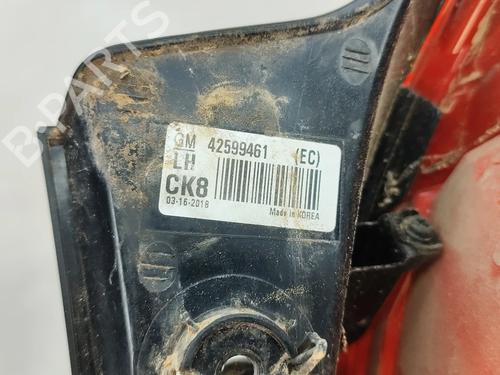 GM 42599461 (EC)
LH
CK8
03-16-2018
Made in KOREA
B-PARTS